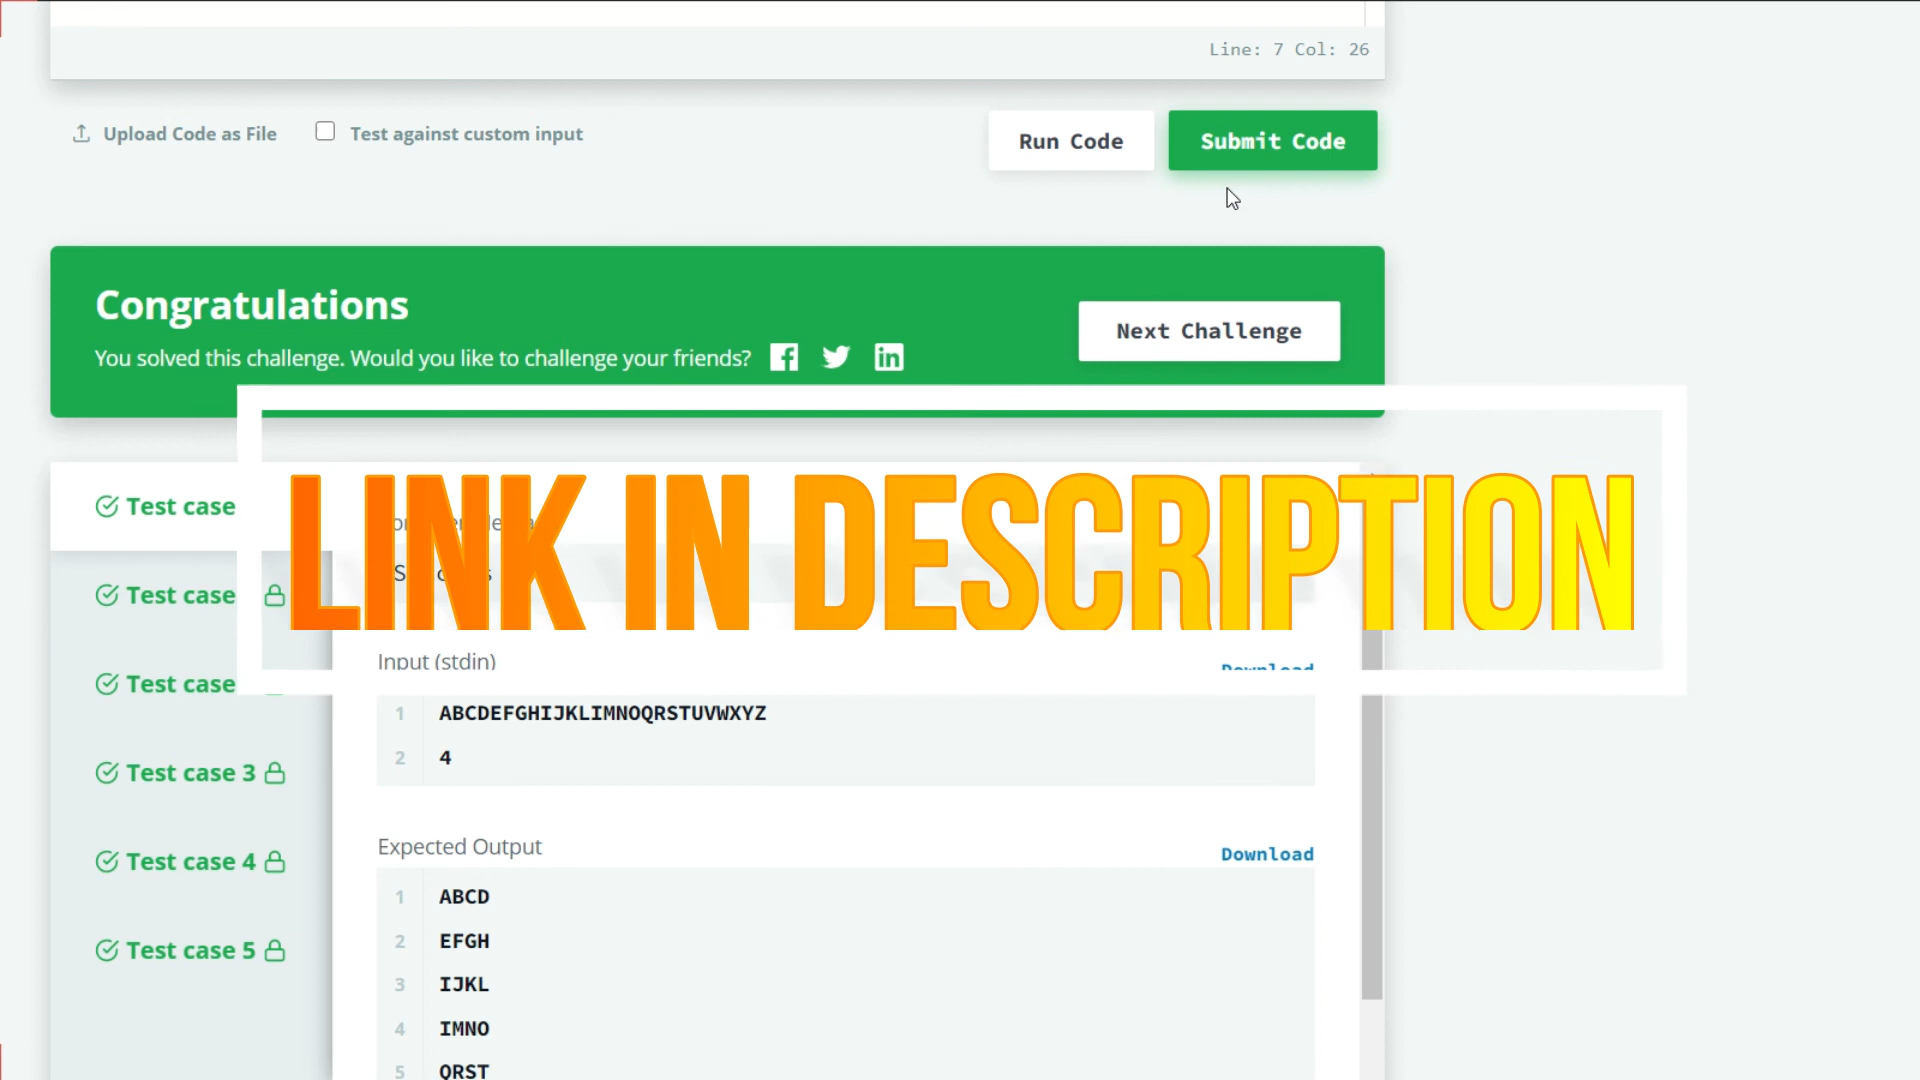 Line: 7 Col: 26
Upload Code as File
Test against custom input
Run Code
Submit Code
Congratulations
You solved this challenge. Would you like to challenge your friends?
Next Challenge
LINK IN DESCRIPTION
Test case
Test case
Test case
Test case 3
Test case 4
Test case 5
Input (stdin)
Download
1 ABCDEFGHIJKLIMNOQRSTUVWXYZ
2 4
Expected Output
Download
1 ABCD
2 EFGH
3 IJKL
4 IMNO
5 QRST